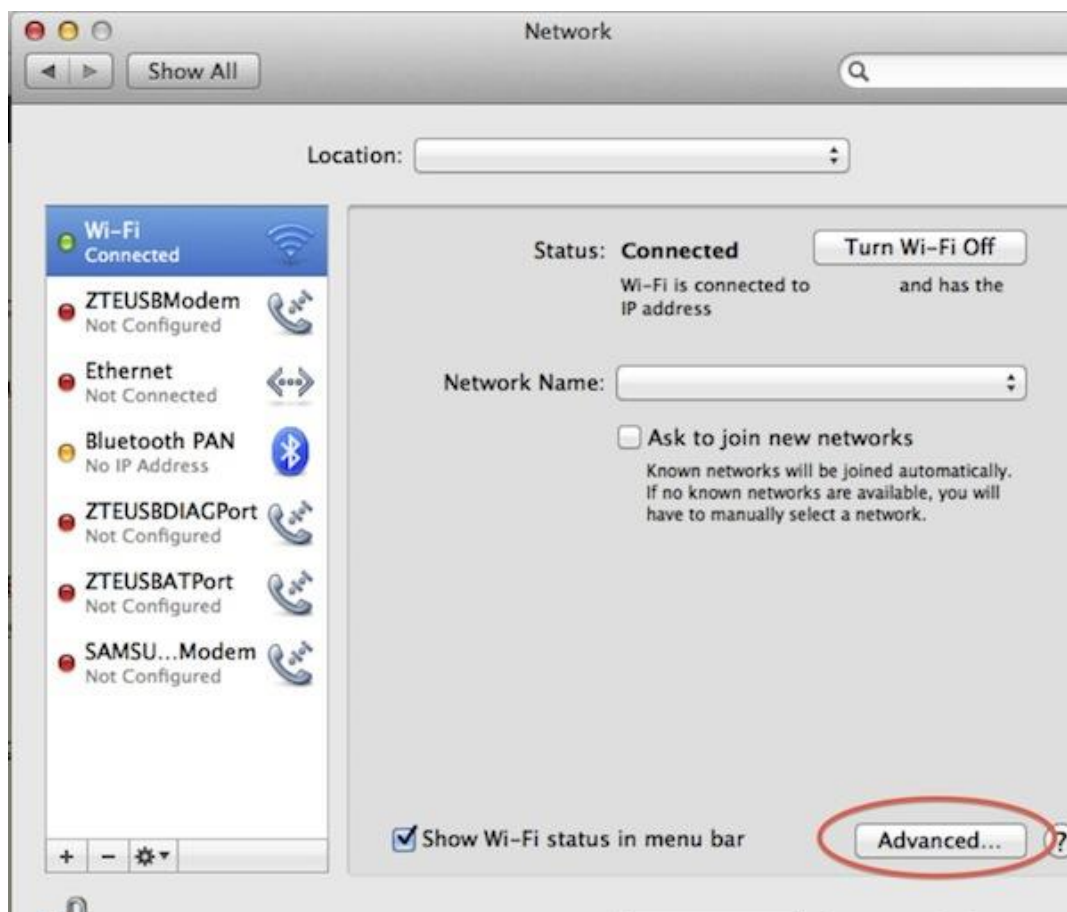 Network
Show All
Location:
Wi-Fi
Connected
ZTEUSBModem
Not Configured
Ethernet
Not Connected
Bluetooth PAN
No IP Address
ZTEUSBDIAGPort
Not Configured
ZTEUSBATPort
Not Configured
SAMSU...Modem
Not Configured
Status: Connected
Turn Wi-Fi Off
Wi-Fi is connected to and has the
IP address
Network Name:
Ask to join new networks
Known networks will be joined automatically.
If no known networks are available, you will
have to manually select a network.
Show Wi-Fi status in menu bar
Advanced...
?